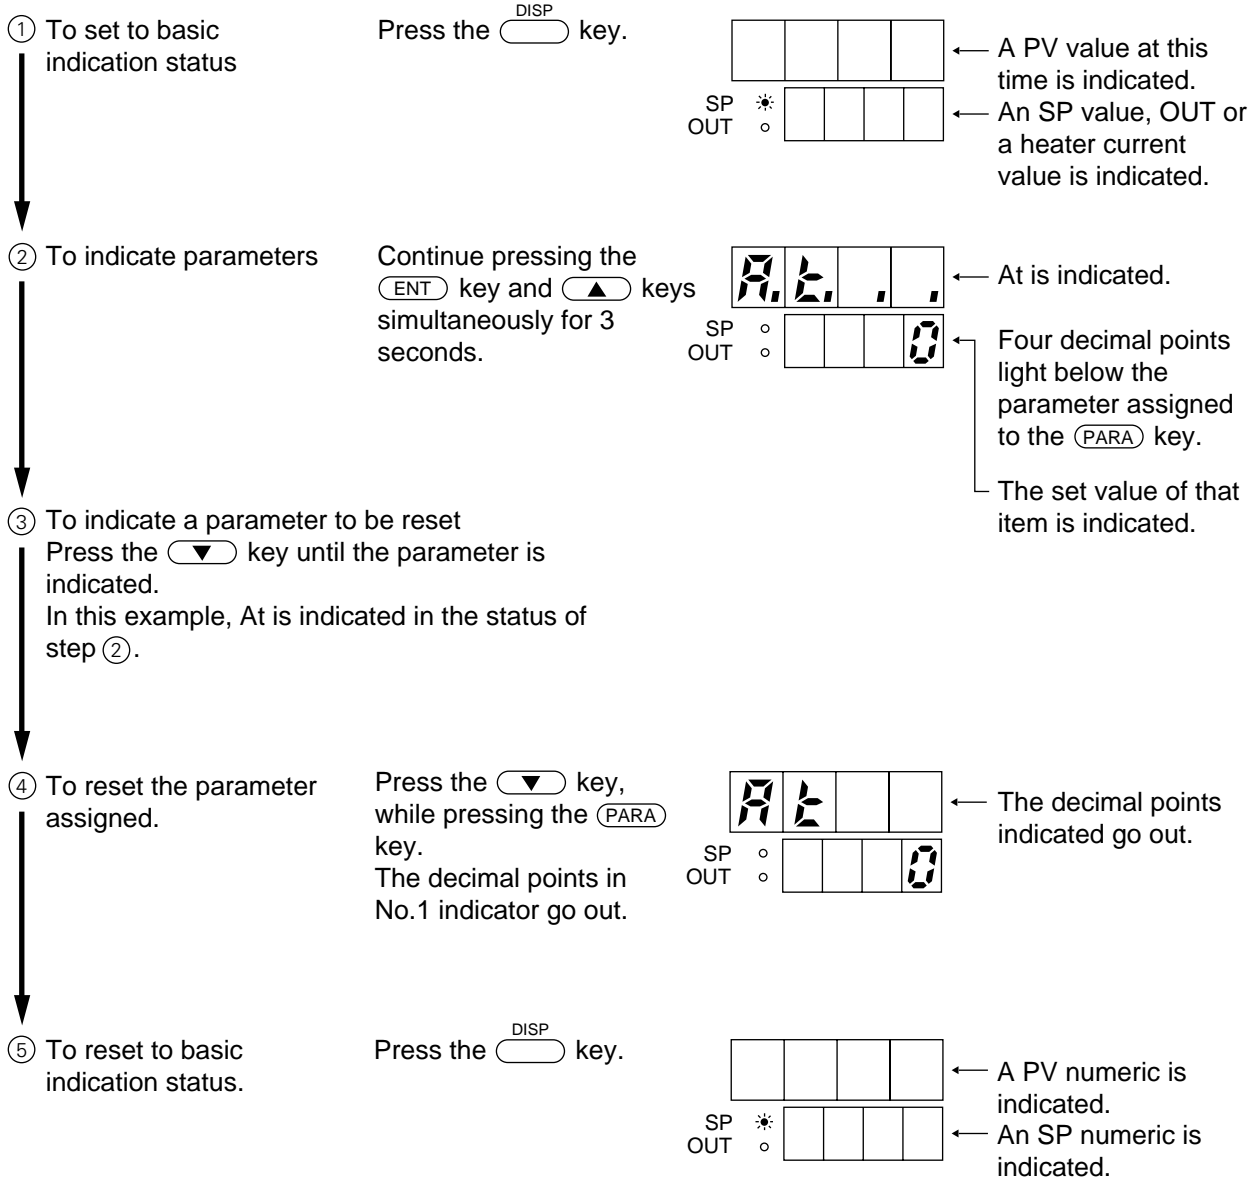 ① To set to basic
indication status
DISP
Press the key.
SP
OUT
A PV value at this
time is indicated.
An SP value, OUT or
a heater current
value is indicated.
② To indicate parameters
Continue pressing the
ENT key and ▲ keys
simultaneously for 3
seconds.
A.t. . .
SP
OUT
0
At is indicated.
Four decimal points
light below the
parameter assigned
to the PARA key.
The set value of that
item is indicated.
③ To indicate a parameter to be reset
Press the ▼ key until the parameter is
indicated.
In this example, At is indicated in the status of
step ②.
④ To reset the parameter
assigned.
Press the ▼ key,
while pressing the PARA
key.
The decimal points in
No.1 indicator go out.
At
SP
OUT
0
The decimal points
indicated go out.
⑤ To reset to basic
indication status.
DISP
Press the key.
SP
OUT
A PV numeric is
indicated.
An SP numeric is
indicated.